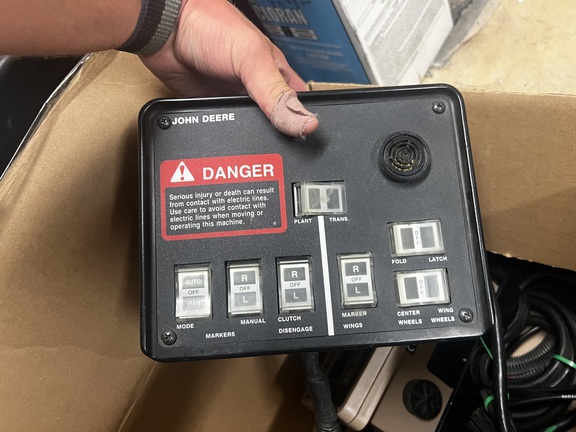 JOHN DEERE
DANGER
Serious injury or death can result
from contact with electric lines.
Use care to avoid contact with
electric lines when moving or
operating this machine.
PLANT TRANS.
FOLD LATCH
AUTO
OFF
R
OFF
L
R
OFF
L
R
OFF
L
MODE MANUAL CLUTCH MARKER CENTER WING
MARKERS DISENGAGE WINGS WHEELS WHEELS